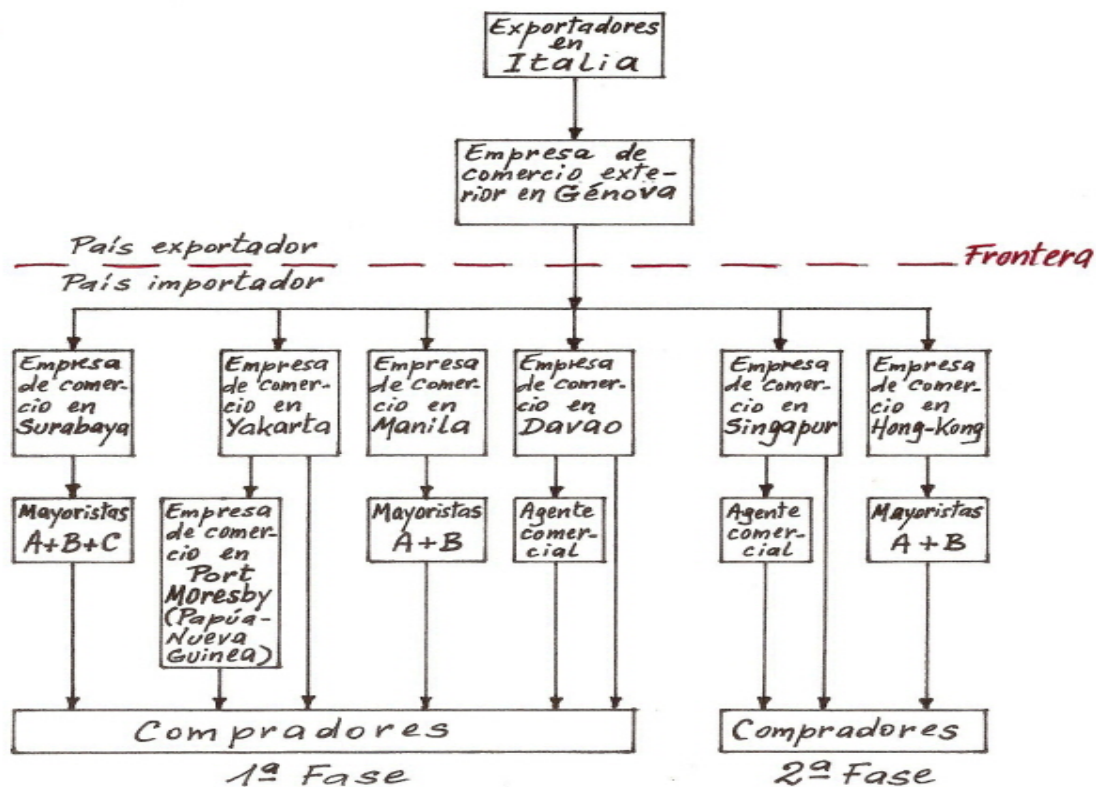 Exportadores
en
Italia
Empresa de
comercio exte-
rior en Génova
País exportador
Frontera
País importador
Empresa
de comer-
cio en
Surabaya
Empresa
de comer-
cio en
Yakarta
Empresa
de comer-
cio en
Manila
Empresa
de comer-
cio en
Davao
Empresa
de comer-
cio en
Singapur
Empresa
de comer-
cio en
Hong-Kong
Mayoristas
A+B+C
Empresa
de comer-
cio en
Port
Moresby
(Papúa-
Nueva
Guinea)
Mayoristas
A+B
Agente
comer-
cial
Agente
comer-
cial
Mayoristas
A+B
Compradores
Compradores
1ª Fase
2ª Fase